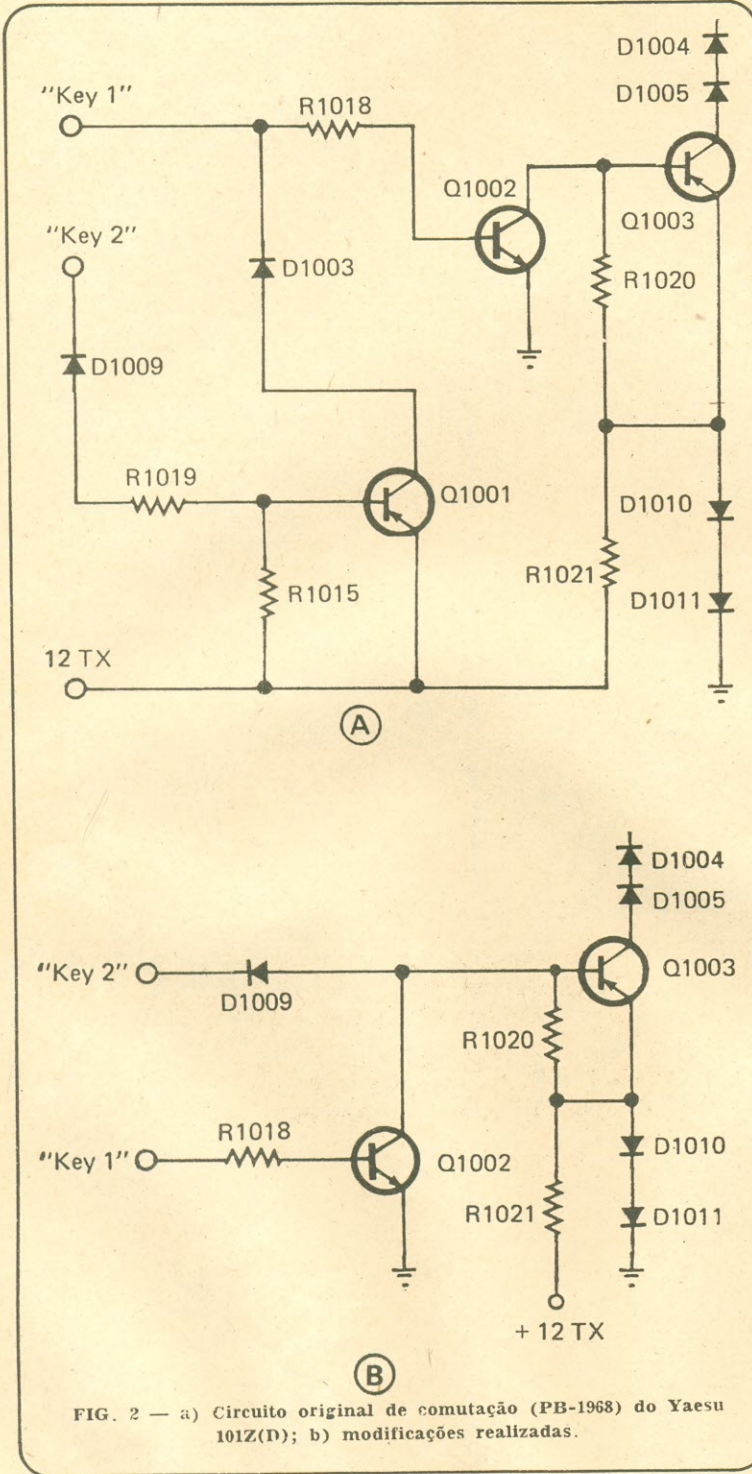 D1004
"Key 1"
R1018
D1005
Q1002
Q1003
"Key 2"
D1003
R1020
D1009
R1019
Q1001
D1010
R1021
R1015
D1011
12 TX
A
D1004
D1005
"Key 2"
Q1003
D1009
R1020
R1018
"Key 1"
Q1002
D1010
R1021
D1011
+ 12 TX
B
FIG. 2 — a) Circuito original de comutação (PB-1968) do Yaesu
101Z(D); b) modificações realizadas.